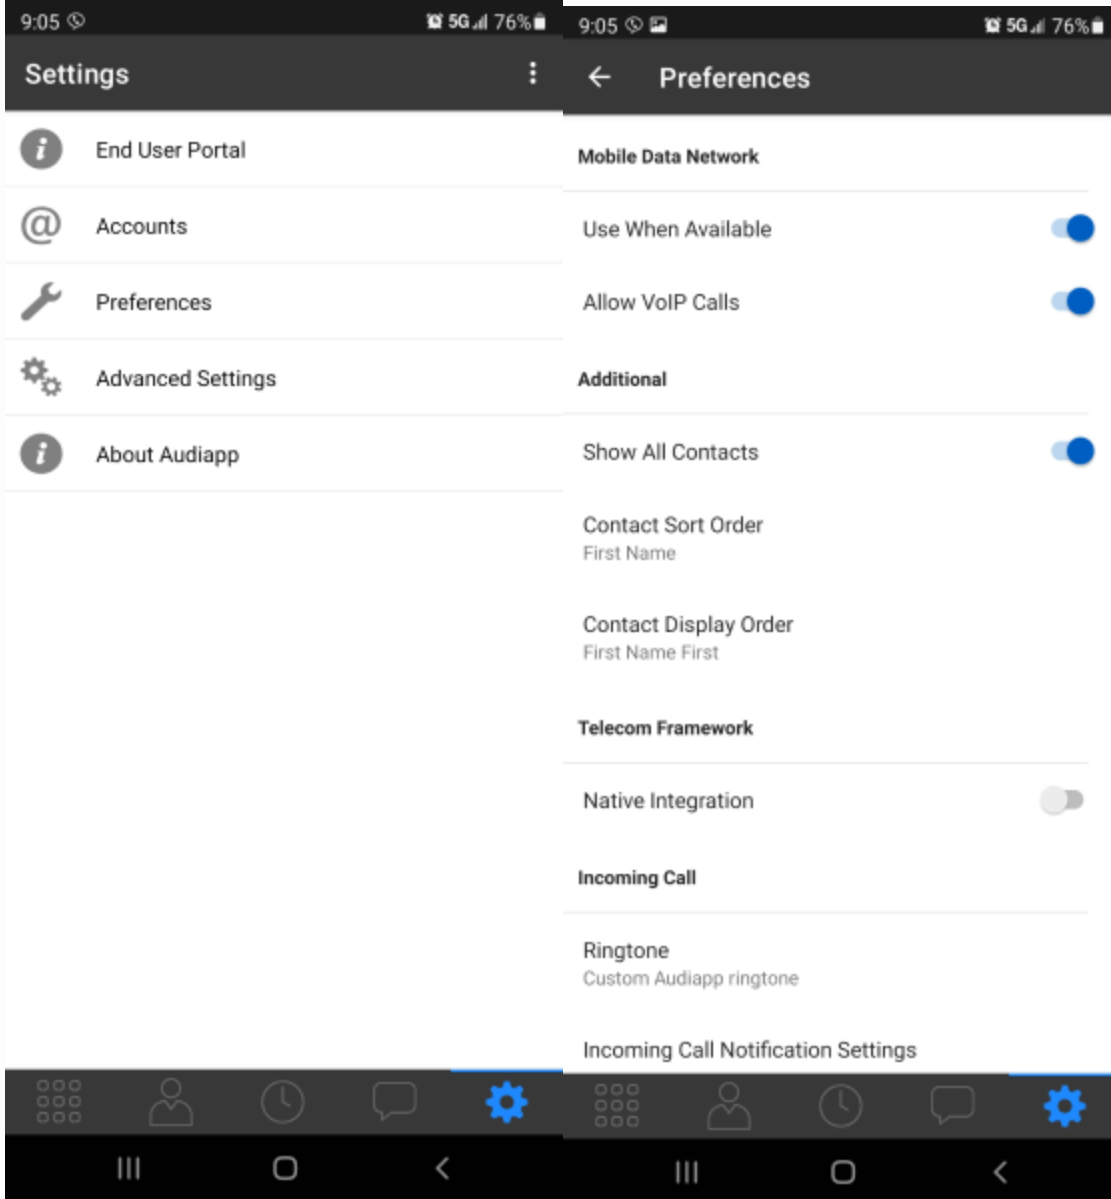 9:05 5G 76%
Settings
End User Portal
Accounts
Preferences
Advanced Settings
About Audiapp
9:05 5G 76%
Preferences
Mobile Data Network
Use When Available
Allow VoIP Calls
Additional
Show All Contacts
Contact Sort Order
First Name
Contact Display Order
First Name First
Telecom Framework
Native Integration
Incoming Call
Ringtone
Custom Audiapp ringtone
Incoming Call Notification Settings